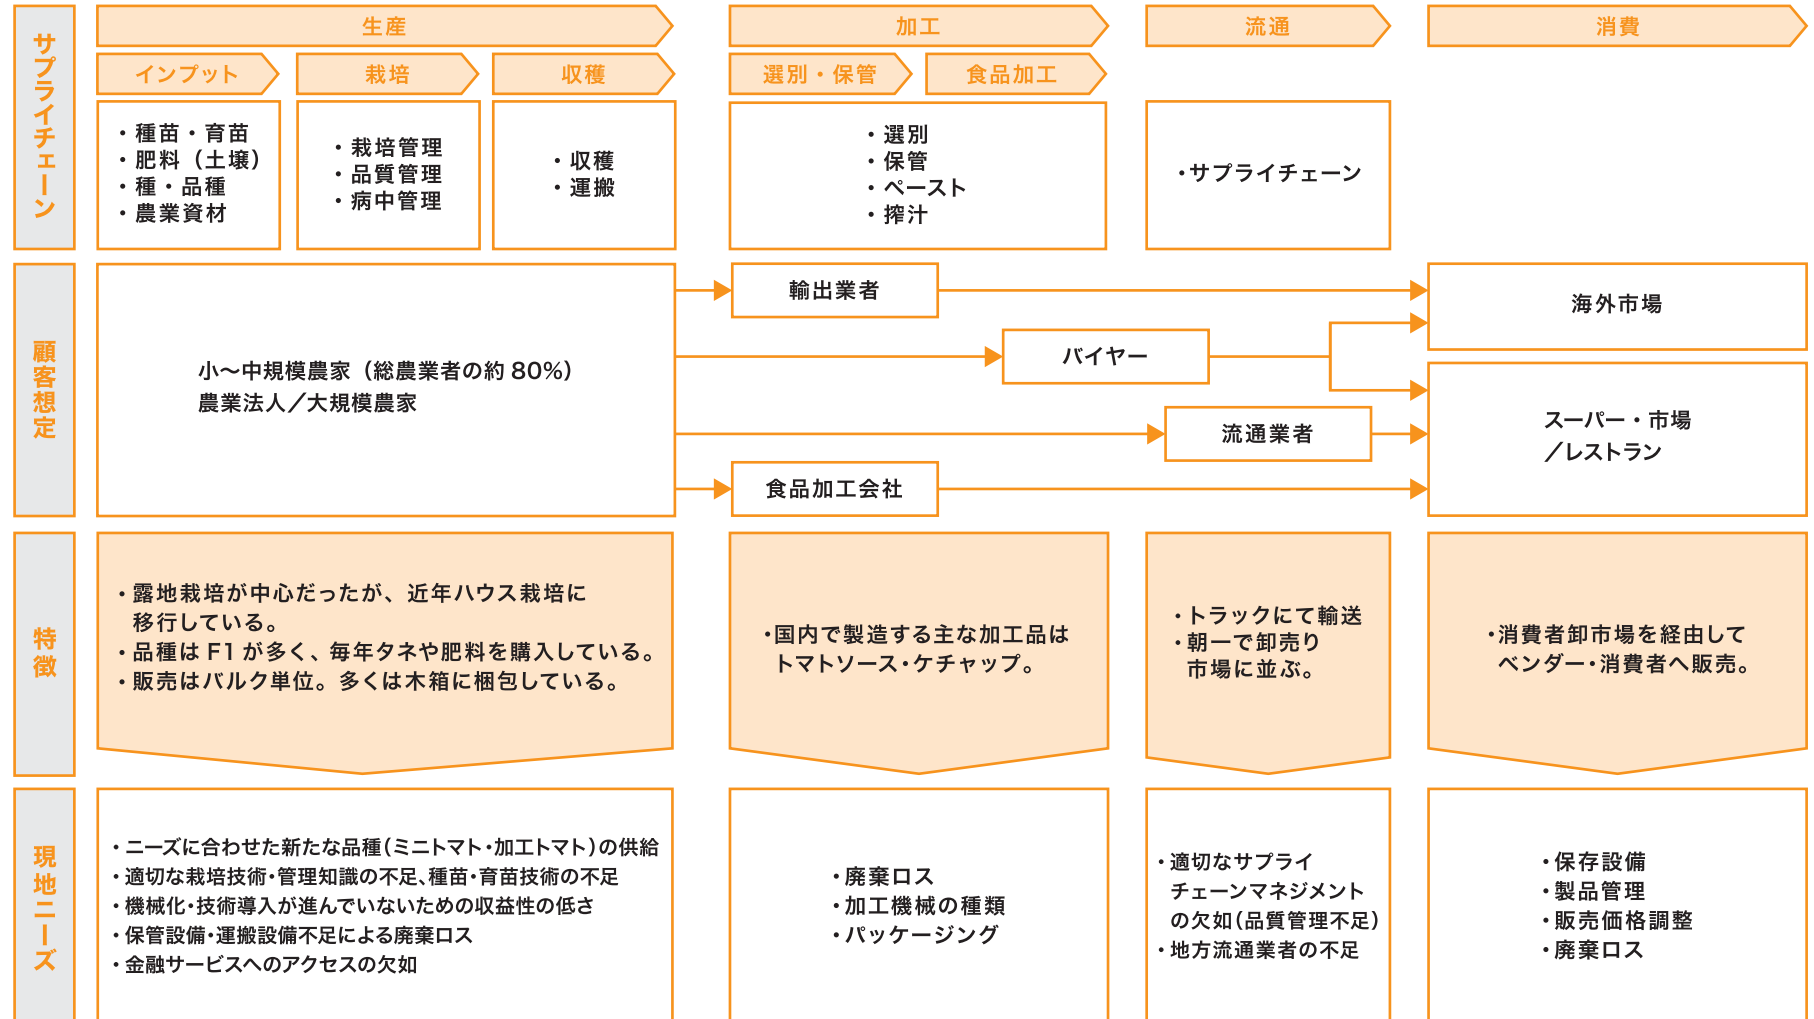 サプライチェーン
生産
加工
流通
消費
インプット
栽培
収穫
選別・保管
食品加工
・種苗・育苗
・肥料（土壌）
・種・品種
・農業資材
・栽培管理
・品質管理
・病中管理
・収穫
・運搬
・選別
・保管
・ペースト
・搾汁
・サプライチェーン
顧客想定
小〜中規模農家（総農業者の約 80%）
農業法人／大規模農家
輸出業者
バイヤー
流通業者
食品加工会社
海外市場
スーパー・市場
／レストラン
特徴
・露地栽培が中心だったが、近年ハウス栽培に
移行している。
・品種は F1 が多く、毎年タネや肥料を購入している。
・販売はバルク単位。多くは木箱に梱包している。
・国内で製造する主な加工品は
トマトソース・ケチャップ。
・トラックにて輸送
・朝一で卸売り
市場に並ぶ。
・消費者卸市場を経由して
ベンダー・消費者へ販売。
現地ニーズ
・ニーズに合わせた新たな品種（ミニトマト・加工トマト）の供給
・適切な栽培技術・管理知識の不足、種苗・育苗技術の不足
・機械化・技術導入が進んでいないための収益性の低さ
・保管設備・運搬設備不足による廃棄ロス
・金融サービスへのアクセスの欠如
・廃棄ロス
・加工機械の種類
・パッケージング
・適切なサプライ
チェーンマネジメント
の欠如（品質管理不足）
・地方流通業者の不足
・保存設備
・製品管理
・販売価格調整
・廃棄ロス